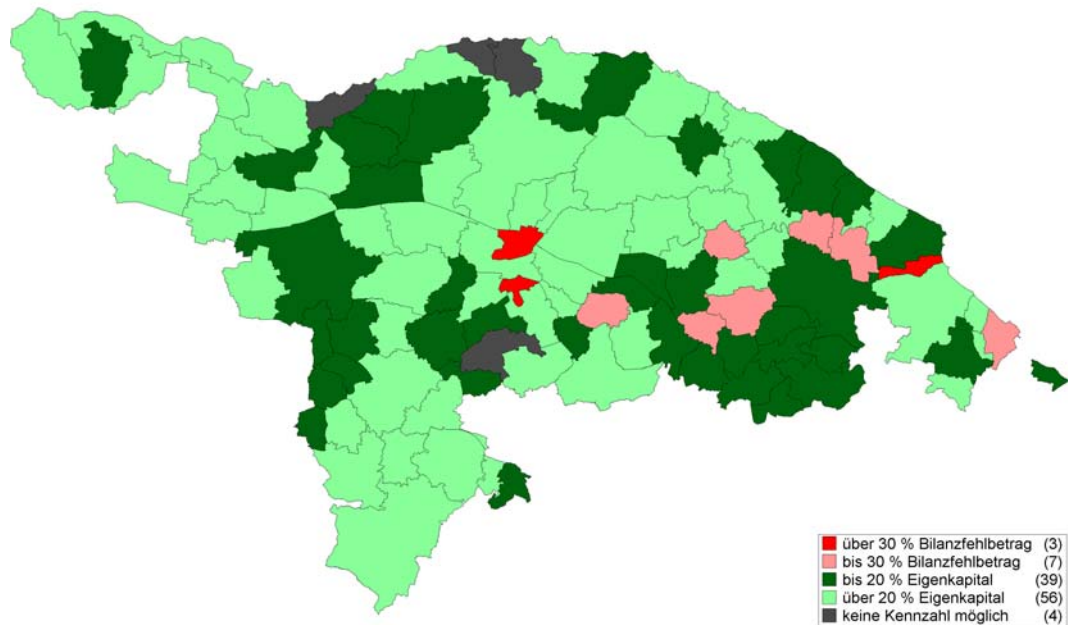 über 30 % Bilanzfehlbetrag (3)
bis 30 % Bilanzfehlbetrag (7)
bis 20 % Eigenkapital (39)
über 20 % Eigenkapital (56)
keine Kennzahl möglich (4)